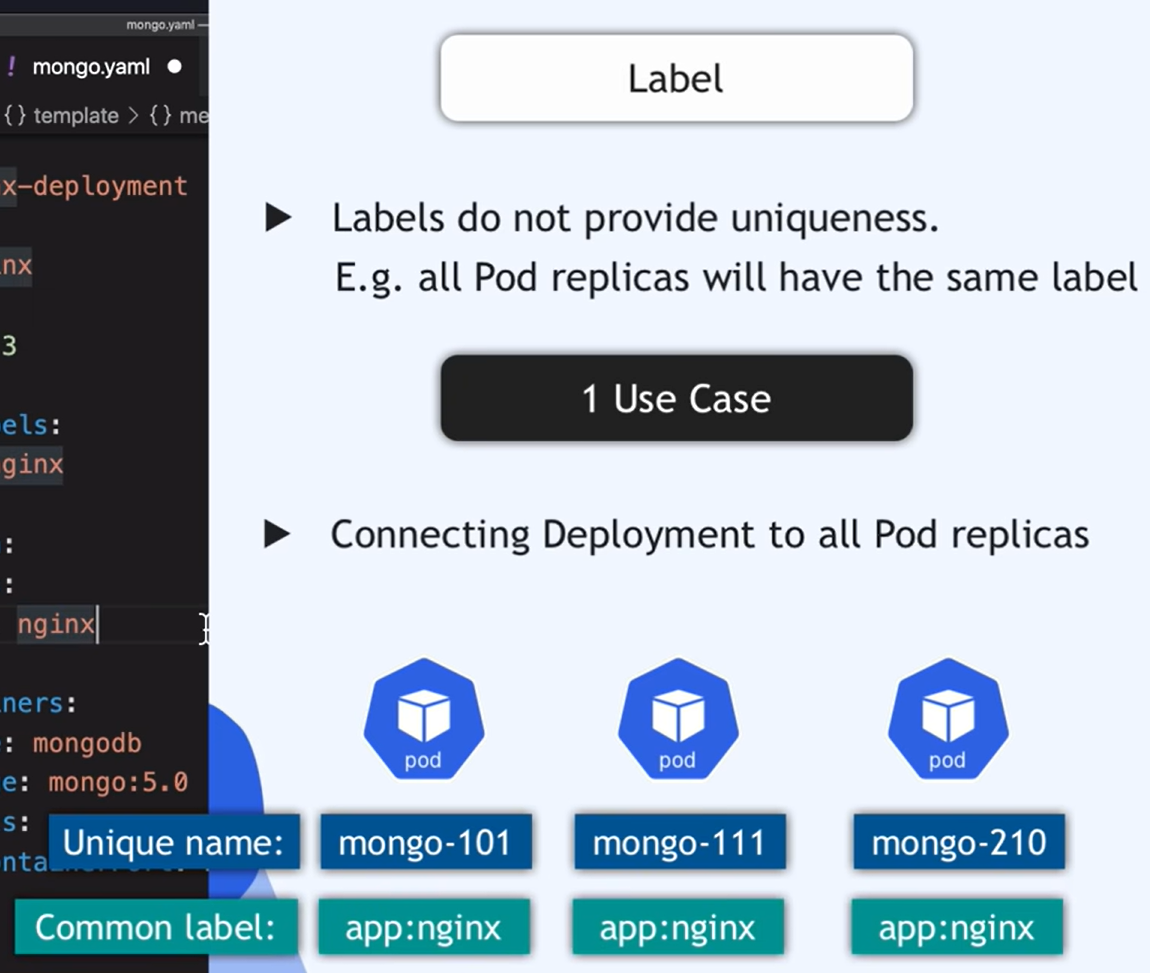 mongo.yaml —
! mongo.yaml ●
{} template > {} me
x-deployment
nx
3
els:
ginx
:
:
nginx
ners:
: mongodb
e: mongo:5.0
s:
Label
▶ Labels do not provide uniqueness.
E.g. all Pod replicas will have the same label
1 Use Case
▶ Connecting Deployment to all Pod replicas
pod pod pod
Unique name: mongo-101 mongo-111 mongo-210
Common label: app:nginx app:nginx app:nginx